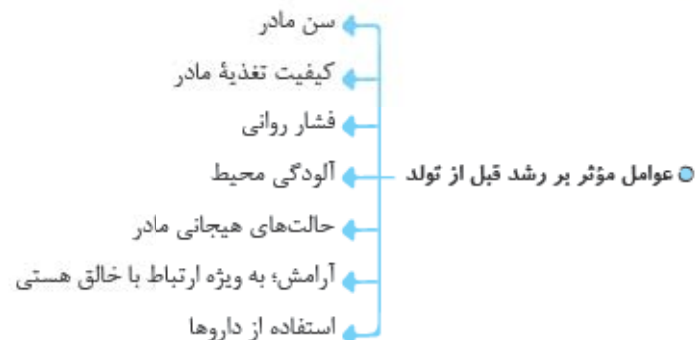 عوامل مؤثر بر رشد قبل از تولد
سن مادر
کیفیت تغذیهٔ مادر
فشار روانی
آلودگی محیط
حالت‌های هیجانی مادر
آرامش؛ به ویژه ارتباط با خالق هستی
استفاده از داروها